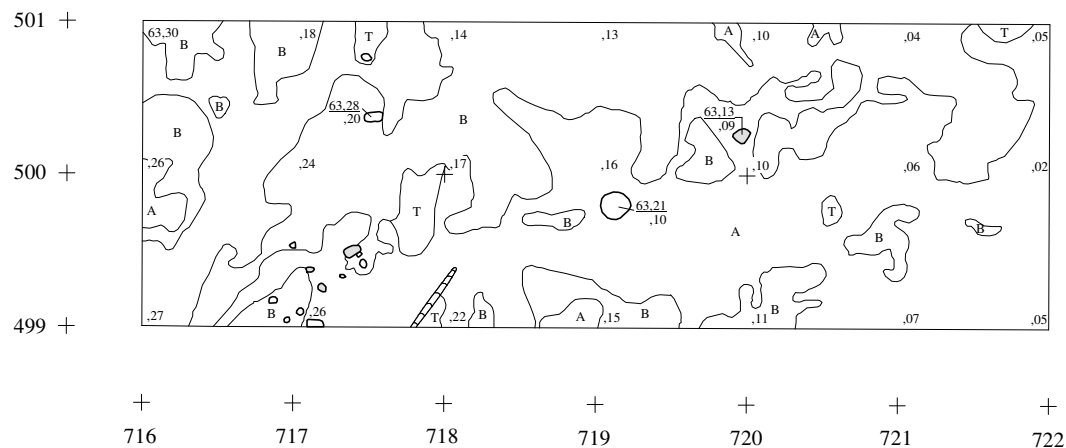 501 +
63,30 B B ,18 T ,14 ,13 A ,10 A ,04 T ,05
B 63,28 ,20 B 63,13 ,09
B
500 + ,26 ,24 ,17 ,16 B ,10 ,06 ,02
A T B 63,21 ,10 A T B B
499 + ,27 B ,26 T ,22 B A ,15 B ,11 B ,07 ,05
+ + + + + + +
716 717 718 719 720 721 722